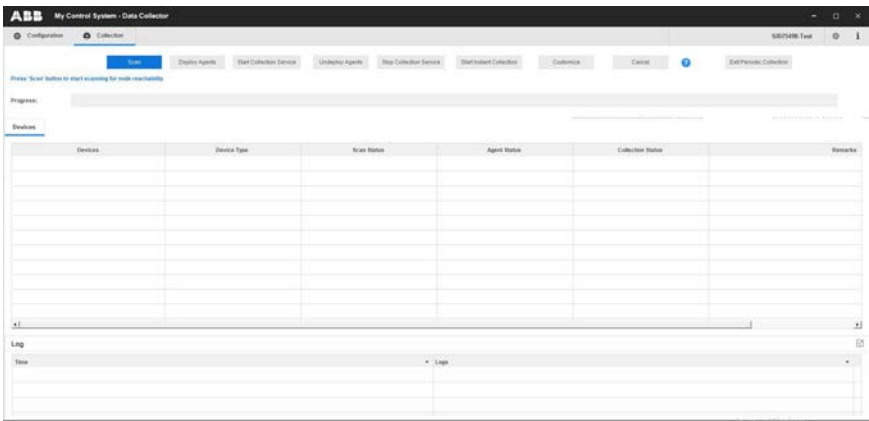 ABB My Control System - Data Collector
Configuration Collection SID75498-Test
Scan Deploy Agents Start Collection Service Undeploy Agents Stop Collection Service Start Instant Collection Customize Cancel ? Exit Periodic Collection
Press 'Scan' button to start scanning for node reachability
Progress:
Devices
Devices Device Type Scan Status Agent Status Collection Status Remarks
Log
Time Logs